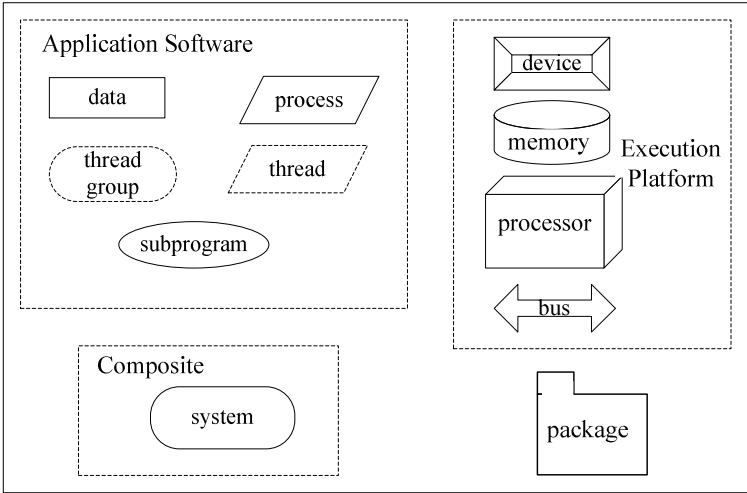 Application Software
data
process
thread
group
thread
subprogram
device
memory
Execution
Platform
processor
bus
Composite
system
package